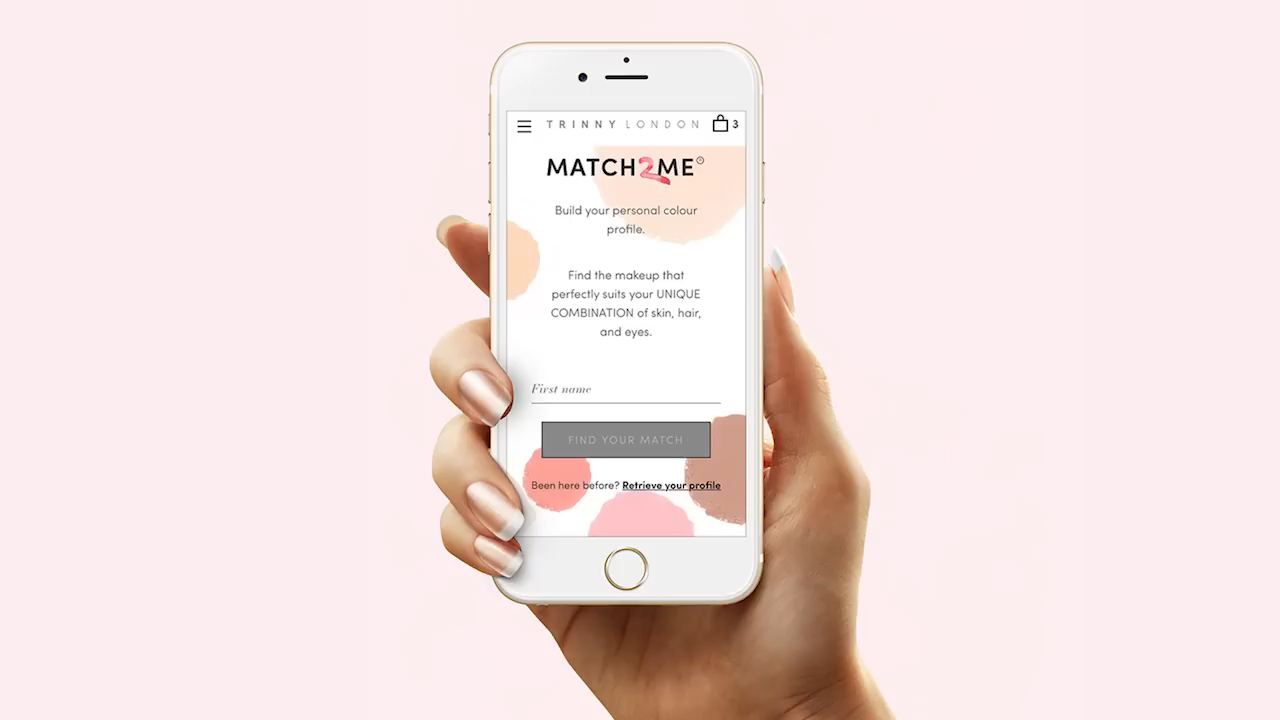 TRINNY LONDON 3
MATCH2ME
Build your personal colour
profile.
Find the makeup that
perfectly suits your UNIQUE
COMBINATION of skin, hair,
and eyes.
First name
FIND YOUR MATCH
Been here before? Retrieve your profile